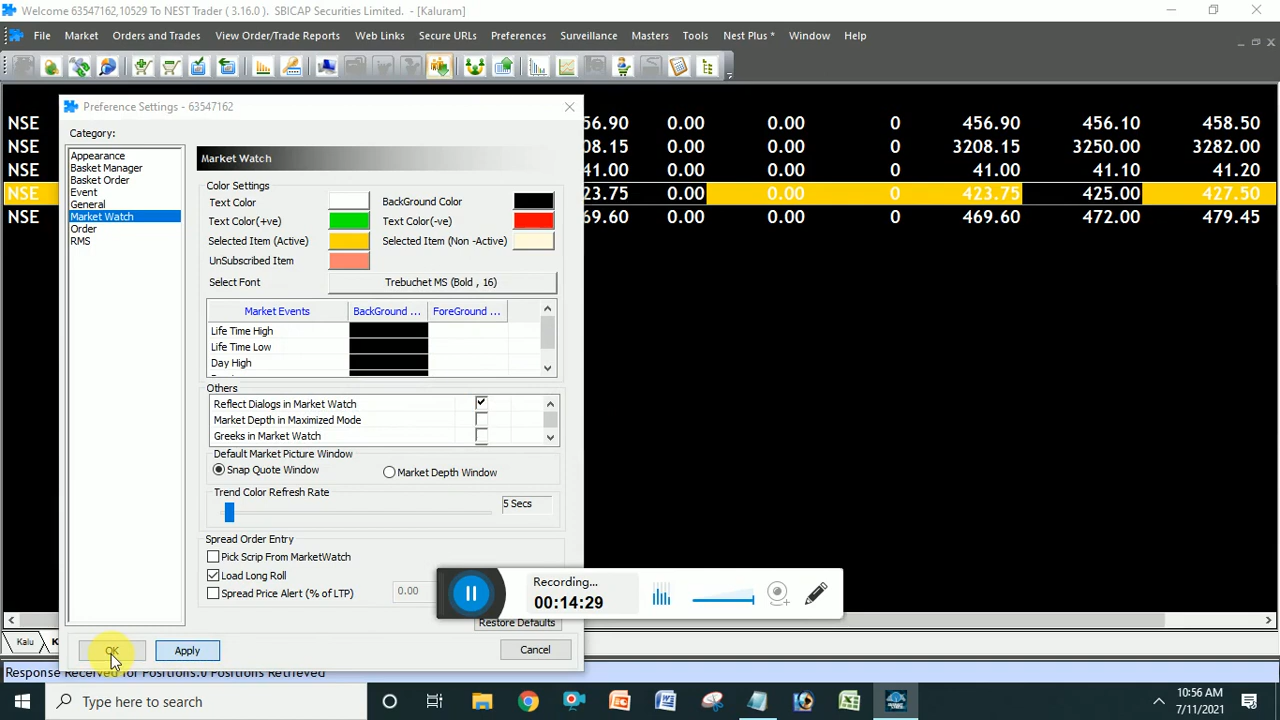 Welcome 63547162,10529 To NEST Trader ( 3.16.0 ). SBICAP Securities Limited. - [Kaluram]
File Market Orders and Trades View Order/Trade Reports Web Links Secure URLs Preferences Surveillance Masters Tools Nest Plus * Window Help
Preference Settings - 63547162
Category:
Appearance
Basket Manager
Basket Order
Event
General
Market Watch
Order
RMS
Market Watch
Color Settings
Text Color BackGround Color
Text Color(+ve) Text Color(-ve)
Selected Item (Active) Selected Item (Non -Active)
UnSubscribed Item
Select Font Trebuchet MS (Bold , 16)
Market Events BackGround ... ForeGround ...
Life Time High
Life Time Low
Day High
Others
Reflect Dialogs in Market Watch
Market Depth in Maximized Mode
Greeks in Market Watch
Default Market Picture Window
Snap Quote Window Market Depth Window
Trend Color Refresh Rate
5 Secs
Spread Order Entry
Pick Scrip From MarketWatch
Load Long Roll
Spread Price Alert (% of LTP) 0.00
Restore Defaults
OK Apply Cancel
NSE 56.90 0.00 0.00 0 456.90 456.10 458.50
NSE 08.15 0.00 0.00 0 3208.15 3250.00 3282.00
NSE 41.00 0.00 0.00 0 41.00 41.10 41.20
NSE 23.75 0.00 0.00 0 423.75 425.00 427.50
NSE 69.60 0.00 0.00 0 469.60 472.00 479.45
Recording...
00:14:29
Kalu K
Response Received for Positions:0 Positions Retrieved
Type here to search
10:56 AM
7/11/2021